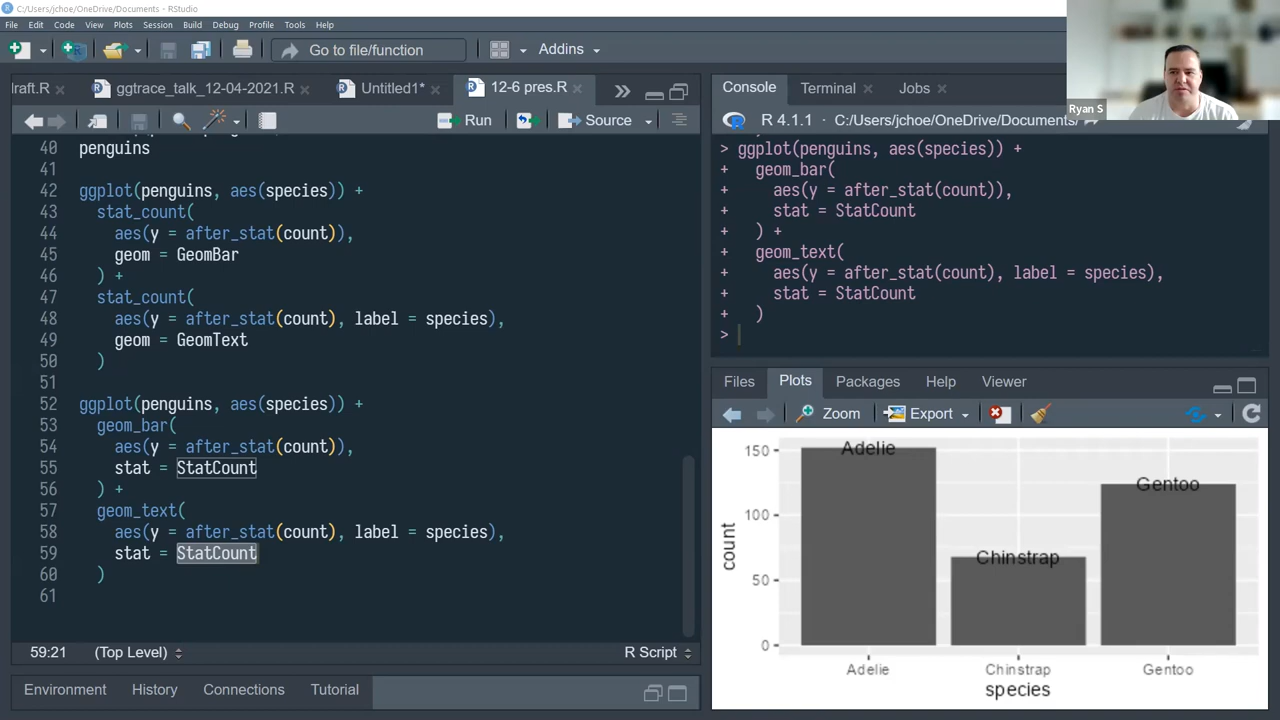 C:/Users/jchoe/OneDrive/Documents - RStudio
File Edit Code View Plots Session Build Debug Profile Tools Help
Go to file/function Addins
Ryan S
draft.R ggtrace_talk_12-04-2021.R Untitled1* 12-6 pres.R
Run Source
40 penguins
41
42 ggplot(penguins, aes(species)) +
43 stat_count(
44 aes(y = after_stat(count)),
45 geom = GeomBar
46 ) +
47 stat_count(
48 aes(y = after_stat(count), label = species),
49 geom = GeomText
50 )
51
52 ggplot(penguins, aes(species)) +
53 geom_bar(
54 aes(y = after_stat(count)),
55 stat = StatCount
56 ) +
57 geom_text(
58 aes(y = after_stat(count), label = species),
59 stat = StatCount
60 )
61
59:21 (Top Level) R Script
Environment History Connections Tutorial
Console Terminal Jobs
R 4.1.1 · C:/Users/jchoe/OneDrive/Documents/
> ggplot(penguins, aes(species)) +
+ geom_bar(
+ aes(y = after_stat(count)),
+ stat = StatCount
+ ) +
+ geom_text(
+ aes(y = after_stat(count), label = species),
+ stat = StatCount
+ )
>
Files Plots Packages Help Viewer
Zoom Export
150
100
50
0
count
Adelie
Chinstrap
Gentoo
Adelie Chinstrap Gentoo
species